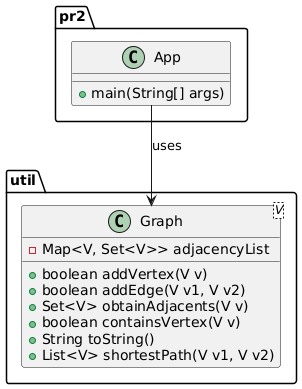 pr2
C App
main(String[] args)
uses
util
C Graph V
Map<V, Set<V>> adjacencyList
boolean addVertex(V v)
boolean addEdge(V v1, V v2)
Set<V> obtainAdjacents(V v)
boolean containsVertex(V v)
String toString()
List<V> shortestPath(V v1, V v2)